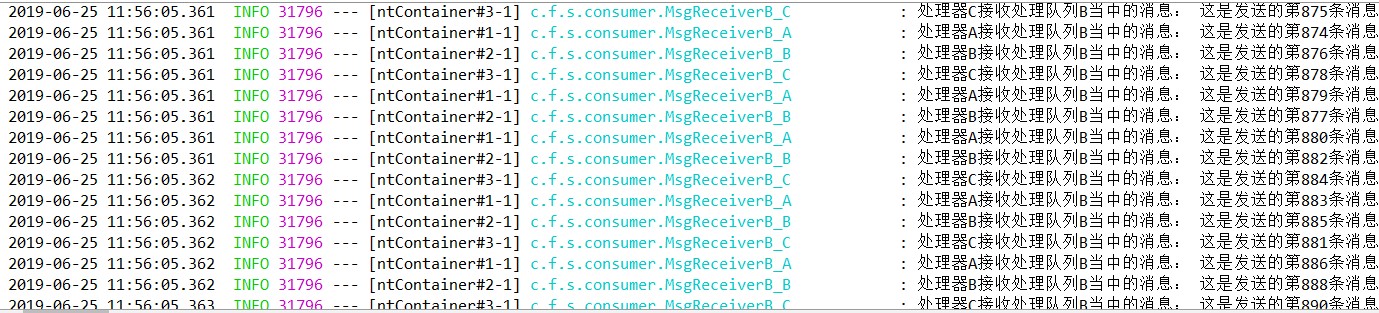 2019-06-25 11:56:05.361  INFO 31796 --- [ntContainer#3-1] c.f.s.consumer.MsgReceiverB_C            : 处理器C接收处理队列B当中的消息： 这是发送的第875条消息
2019-06-25 11:56:05.361  INFO 31796 --- [ntContainer#1-1] c.f.s.consumer.MsgReceiverB_A            : 处理器A接收处理队列B当中的消息： 这是发送的第874条消息
2019-06-25 11:56:05.361  INFO 31796 --- [ntContainer#2-1] c.f.s.consumer.MsgReceiverB_B            : 处理器B接收处理队列B当中的消息： 这是发送的第876条消息
2019-06-25 11:56:05.361  INFO 31796 --- [ntContainer#3-1] c.f.s.consumer.MsgReceiverB_C            : 处理器C接收处理队列B当中的消息： 这是发送的第878条消息
2019-06-25 11:56:05.361  INFO 31796 --- [ntContainer#1-1] c.f.s.consumer.MsgReceiverB_A            : 处理器A接收处理队列B当中的消息： 这是发送的第879条消息
2019-06-25 11:56:05.361  INFO 31796 --- [ntContainer#2-1] c.f.s.consumer.MsgReceiverB_B            : 处理器B接收处理队列B当中的消息： 这是发送的第877条消息
2019-06-25 11:56:05.361  INFO 31796 --- [ntContainer#1-1] c.f.s.consumer.MsgReceiverB_A            : 处理器A接收处理队列B当中的消息： 这是发送的第880条消息
2019-06-25 11:56:05.361  INFO 31796 --- [ntContainer#2-1] c.f.s.consumer.MsgReceiverB_B            : 处理器B接收处理队列B当中的消息： 这是发送的第882条消息
2019-06-25 11:56:05.362  INFO 31796 --- [ntContainer#3-1] c.f.s.consumer.MsgReceiverB_C            : 处理器C接收处理队列B当中的消息： 这是发送的第884条消息
2019-06-25 11:56:05.362  INFO 31796 --- [ntContainer#1-1] c.f.s.consumer.MsgReceiverB_A            : 处理器A接收处理队列B当中的消息： 这是发送的第883条消息
2019-06-25 11:56:05.362  INFO 31796 --- [ntContainer#2-1] c.f.s.consumer.MsgReceiverB_B            : 处理器B接收处理队列B当中的消息： 这是发送的第885条消息
2019-06-25 11:56:05.362  INFO 31796 --- [ntContainer#3-1] c.f.s.consumer.MsgReceiverB_C            : 处理器C接收处理队列B当中的消息： 这是发送的第881条消息
2019-06-25 11:56:05.362  INFO 31796 --- [ntContainer#1-1] c.f.s.consumer.MsgReceiverB_A            : 处理器A接收处理队列B当中的消息： 这是发送的第886条消息
2019-06-25 11:56:05.362  INFO 31796 --- [ntContainer#2-1] c.f.s.consumer.MsgReceiverB_B            : 处理器B接收处理队列B当中的消息： 这是发送的第888条消息
2019-06-25 11:56:05.363  INFO 31796 --- [ntContainer#3-1] c.f.s.consumer.MsgReceiverB_C            : 处理器C接收处理队列B当中的消息： 这是发送的第890条消息